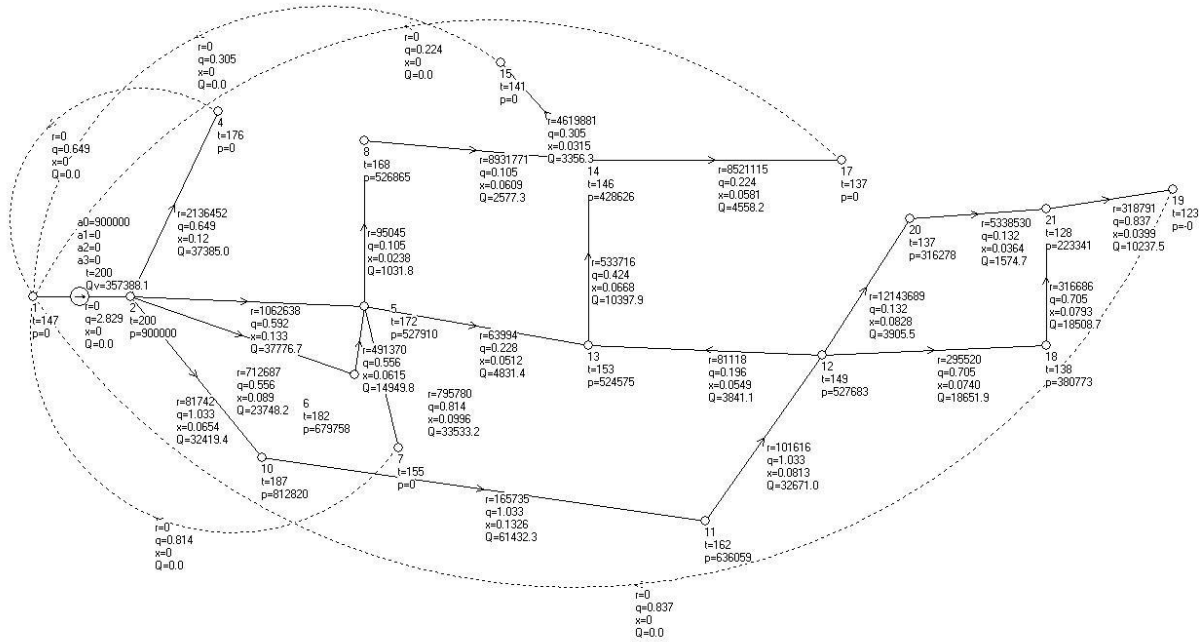 r=0
q=0.305
x=0
Q=0.0
r=0
q=0.224
x=0
Q=0.0
15
t=141
p=0
4
t=176
p=0
r=0
q=0.649
x=0
Q=0.0
8
t=168
p=526865
r=8931771
q=0.105
x=0.0609
Q=2577.3
r=4619881
q=0.305
x=0.0315
Q=3356.3
14
t=146
p=428626
r=8521115
q=0.224
x=0.0581
Q=4558.2
17
t=137
p=0
19
t=123
p=-0
r=318791
q=0.837
x=0.0399
Q=10237.5
21
t=128
p=223341
r=5338530
q=0.132
x=0.0364
Q=1574.7
20
t=137
p=316278
r=2136452
q=0.649
x=0.12
Q=37385.0
a0=900000
a1=0
a2=0
a3=0
t=200
Qv=357388.1
r=95045
q=0.105
x=0.0238
Q=1031.8
r=533716
q=0.424
x=0.0668
Q=10397.9
r=12143689
q=0.132
x=0.0828
Q=3905.5
r=316686
q=0.705
x=0.0793
Q=18508.7
1
t=147
p=0
r=0
q=2.829
x=0
Q=0.0
2
t=200
p=900000
r=1062638
q=0.592
x=0.133
Q=37776.7
5
t=172
p=527910
r=63994
q=0.228
x=0.0512
Q=4831.4
13
t=153
p=524575
r=81118
q=0.196
x=0.0549
Q=3841.1
12
t=149
p=527683
r=295520
q=0.705
x=0.0740
Q=18651.9
18
t=138
p=380773
r=491370
q=0.556
x=0.0615
Q=14949.8
r=712687
q=0.556
x=0.089
Q=23748.2
r=81742
q=1.033
x=0.0654
Q=32419.4
6
t=182
p=679758
r=795780
q=0.814
x=0.0996
Q=33533.2
10
t=187
p=812820
7
t=155
p=0
r=165735
q=1.033
x=0.1326
Q=61432.3
r=101616
q=1.033
x=0.0813
Q=32671.0
11
t=162
p=636059
r=0
q=0.814
x=0
Q=0.0
r=0
q=0.837
x=0
Q=0.0